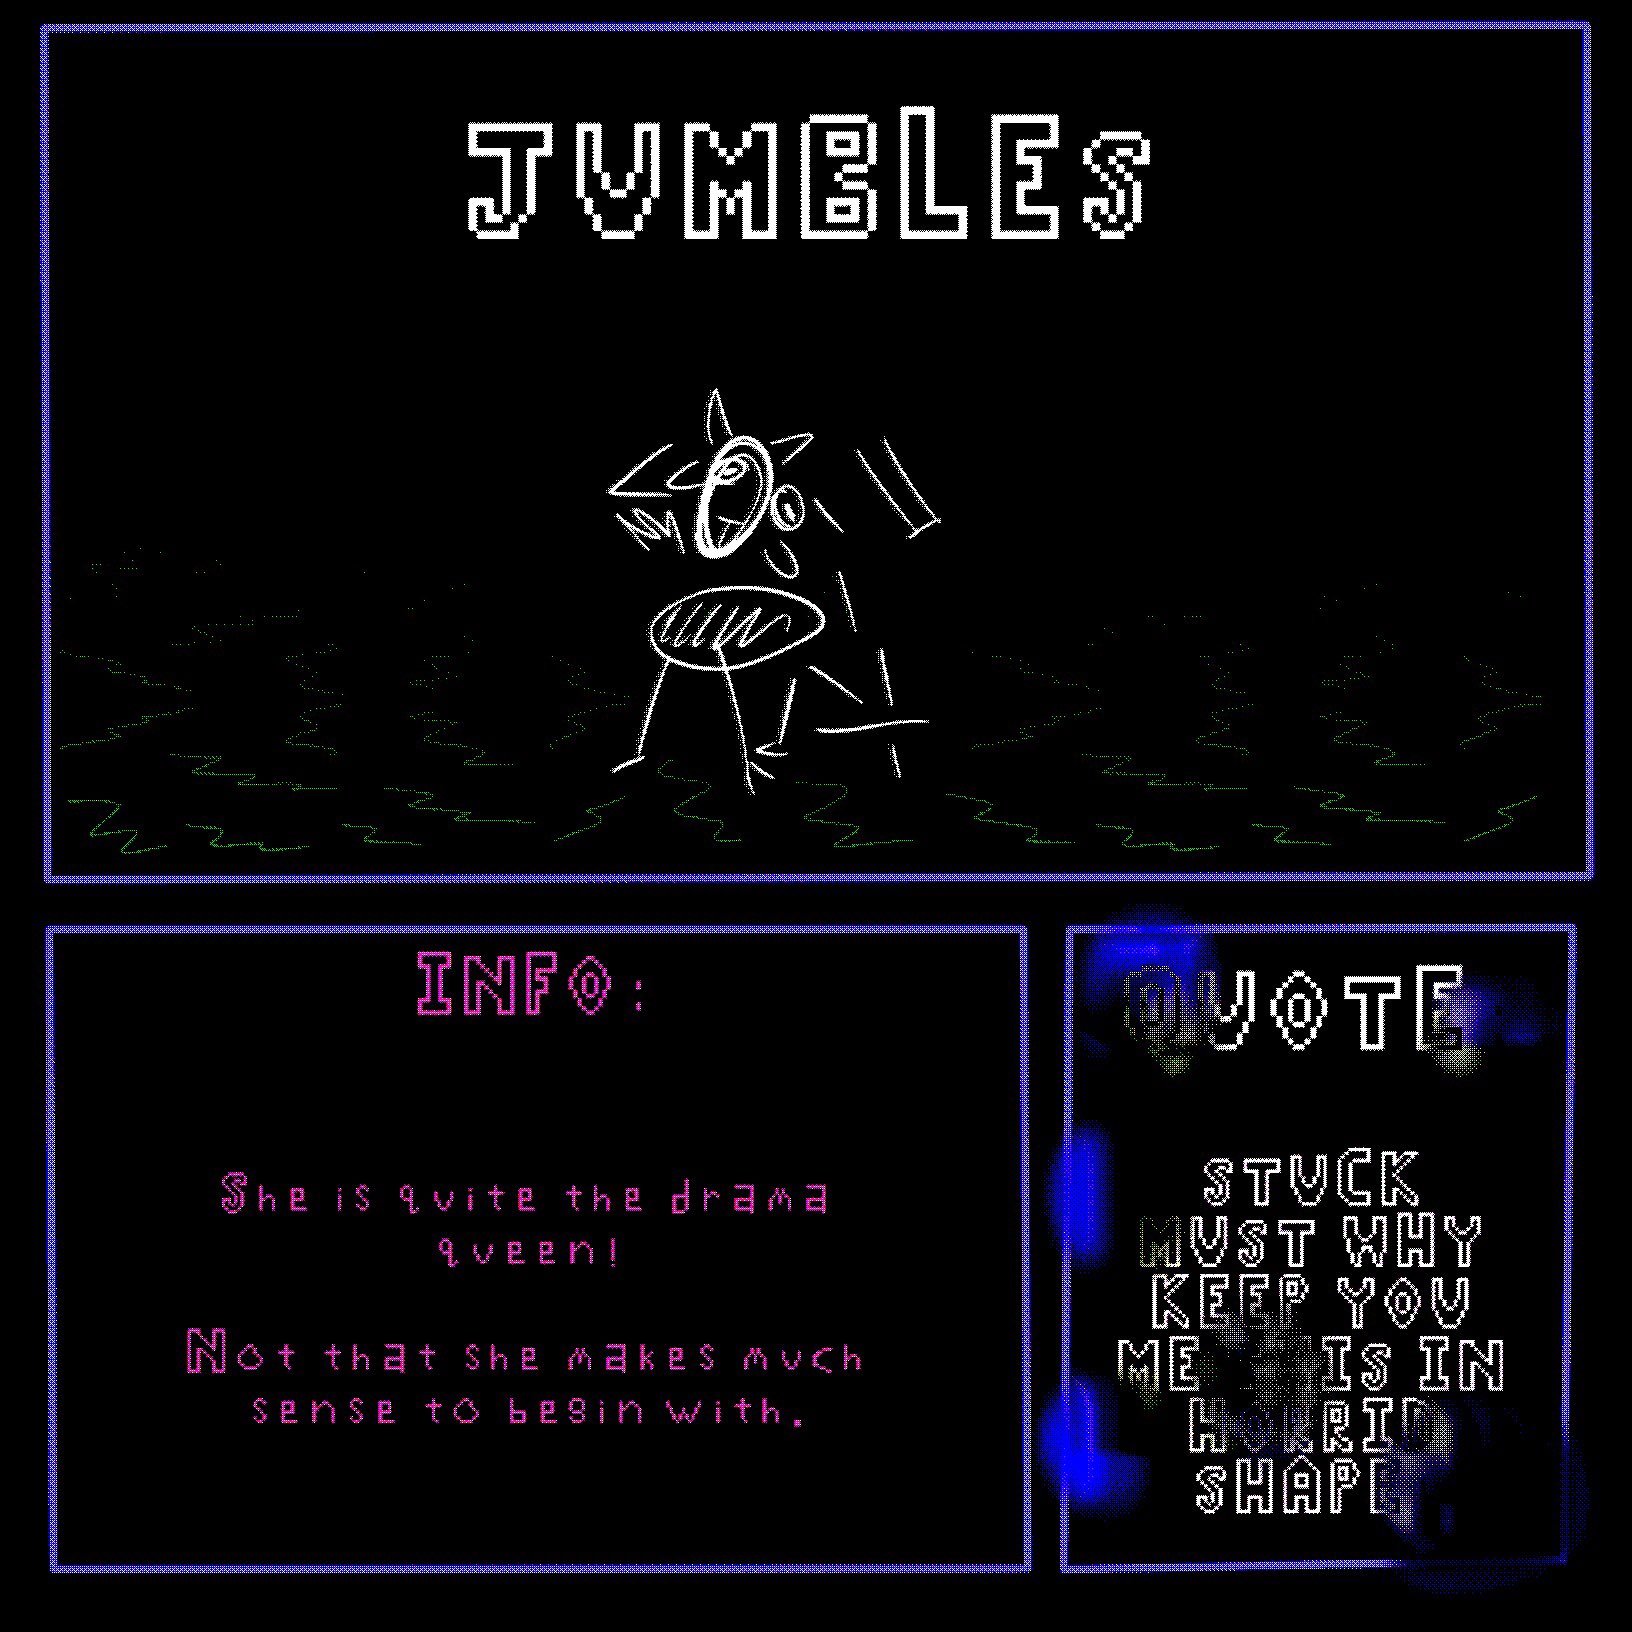 JUMBLES
INFO:
She is quite the drama
queen!
Not that she makes much
sense to begin with.
QUOTE
STUCK
MUST WHY
KEEP YOU
ME IS IN
HORRID
SHAPE